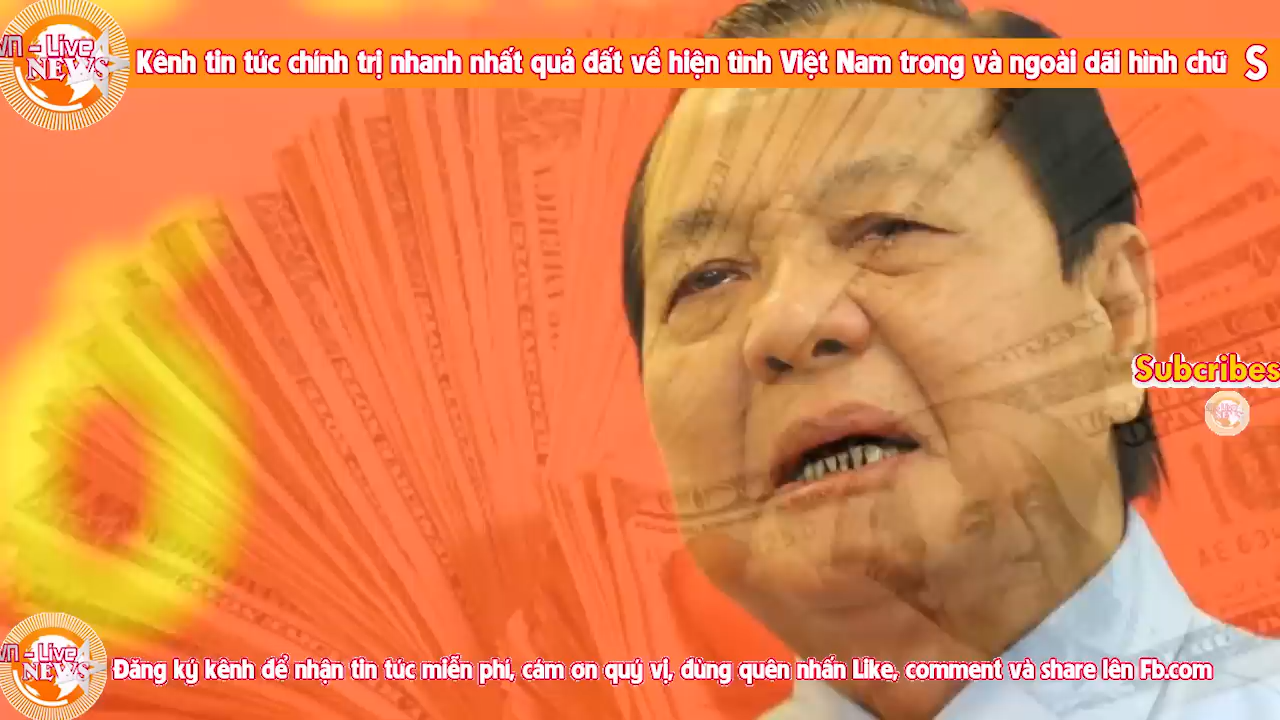 VN - Live
NEWS
Kênh tin tức chính trị nhanh nhất quả đất về hiện tình Việt Nam trong và ngoài dãi hình chữ S
Subcribes
VN - Live
NEWS
Đăng ký kênh để nhận tin tức miễn phí, cám ơn quý vị, đừng quên nhấn Like, comment và share lên Fb.com